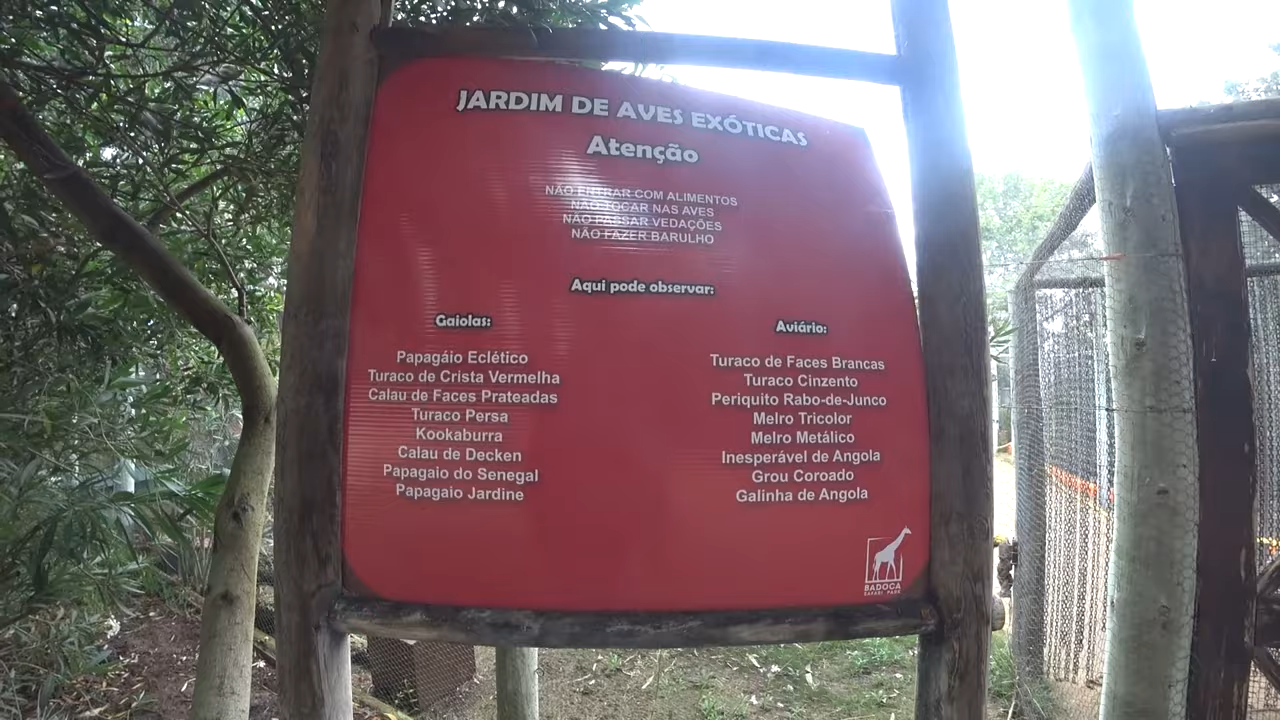 JARDIM DE AVES EXÓTICAS
Atenção
NÃO ENTRAR COM ALIMENTOS
NÃO TOCAR NAS AVES
NÃO PASSAR VEDAÇÕES
NÃO FAZER BARULHO
Aqui pode observar:
Gaiolas:
Papagáio Eclético
Turaco de Crista Vermelha
Calau de Faces Prateadas
Turaco Persa
Kookaburra
Calau de Decken
Papagaio do Senegal
Papagaio Jardine
Aviário:
Turaco de Faces Brancas
Turaco Cinzento
Periquito Rabo-de-Junco
Melro Tricolor
Melro Metálico
Inesperável de Angola
Grou Coroado
Galinha de Angola
BADOCA
SAFARI PARK